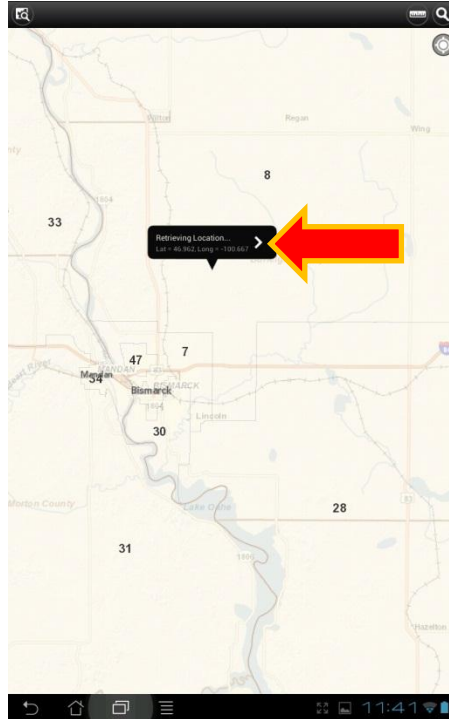 Wilton
Regan
Wing
8
1804
33
Retrieving Location...
Lat = 46.962, Long = -100.667
7
47
MANDAN
Mandan
34
BISMARCK
Bismarck
1804
Lincoln
30
Morton County
Lake Oahe
83
28
31
1806
Hazelton
11:41